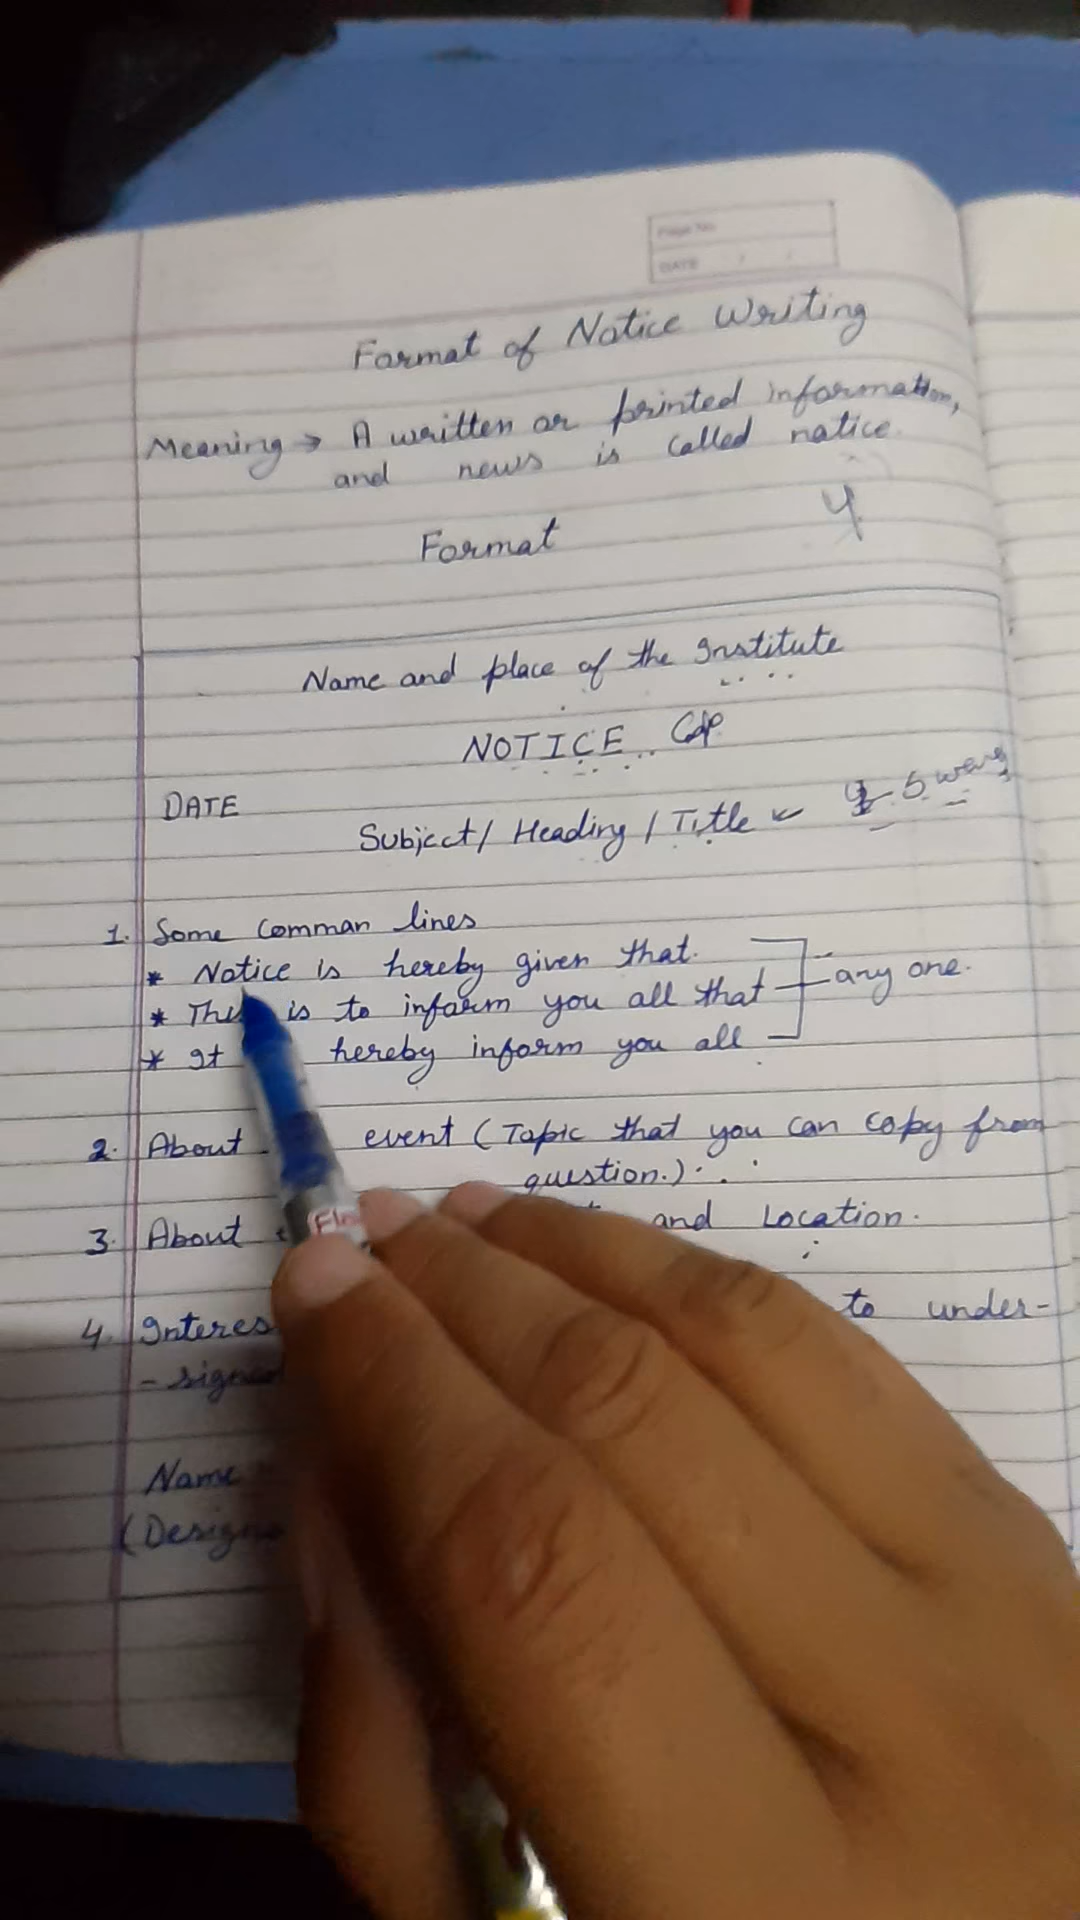 Page No.
DATE / /
Format of Notice Writing
Meaning → A written or printed information,
and news is called notice.
4
Format
Name and place of the Institute
NOTICE
DATE
Subject/ Heading / Title
5
1. Some Comman lines
* Notice is hereby given that.
* This is to inform you all that
any one.
* It hereby inform you all
2. About event (Topic that you can copy from
question.)
3. About and Location.
4. to under-
Name